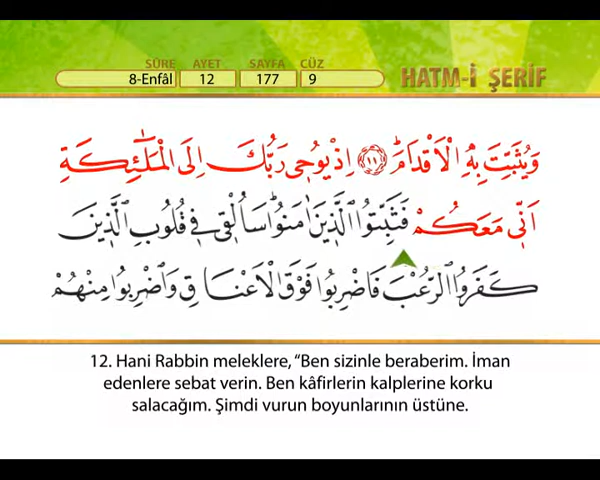 SÛRE AYET SAYFA CÜZ
8-Enfâl 12 177 9
HATM-İ ŞERİF
وَيُثَبِّتَ بِهِ الْاَقْدَامَۜ ﴿١١﴾ اِذْ يُوحٖي رَبُّكَ اِلَى الْمَلٰٓئِكَةِ
اَنّٖي مَعَكُمْ فَثَبِّتُوا الَّذٖينَ اٰمَنُواۜ سَاُلْقٖي فٖي قُلُوبِ الَّذٖينَ
كَفَرُوا الرُّعْبَ فَاضْرِبُوا فَوْقَ الْاَعْنَاقِ وَاضْرِبُوا مِنْهُمْ
12. Hani Rabbin meleklere, “Ben sizinle beraberim. İman
edenlere sebat verin. Ben kâfirlerin kalplerine korku
salacağım. Şimdi vurun boyunlarının üstüne.